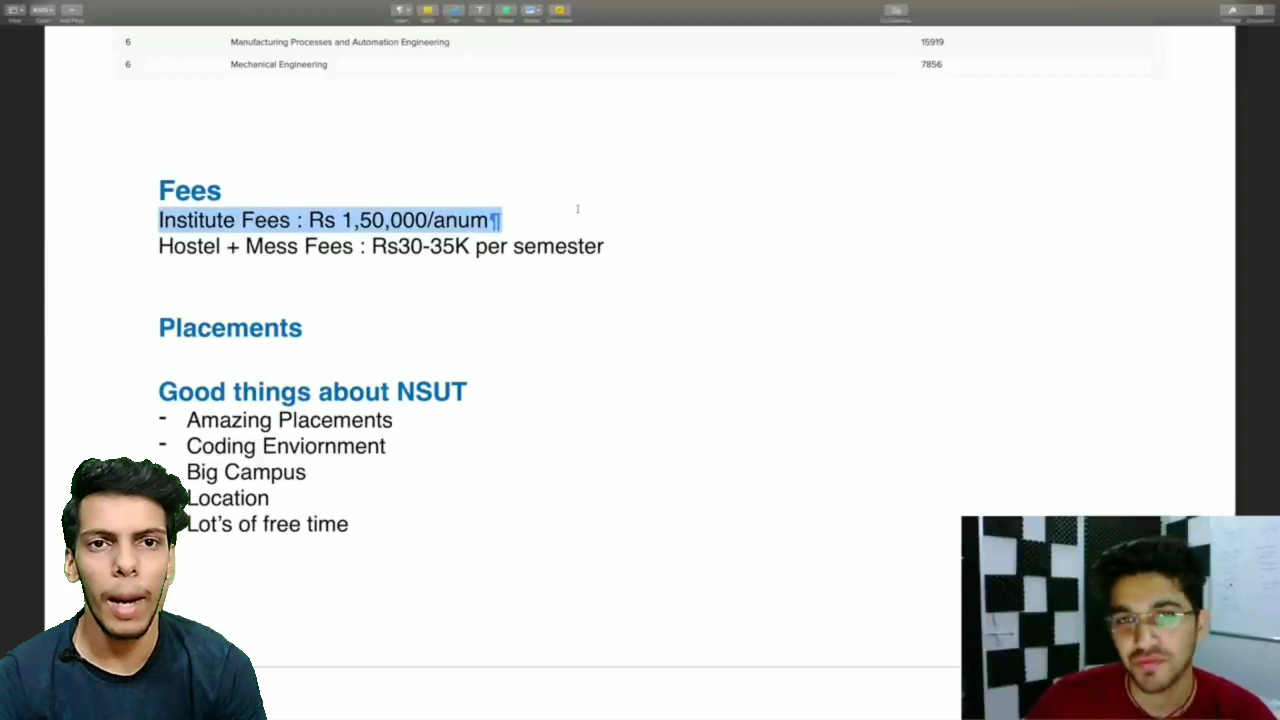 6 Manufacturing Processes and Automation Engineering 15919
6 Mechanical Engineering 7856
Fees
Institute Fees : Rs 1,50,000/anum¶
Hostel + Mess Fees : Rs30-35K per semester
Placements
Good things about NSUT
- Amazing Placements
- Coding Enviornment
Big Campus
Location
Lot's of free time